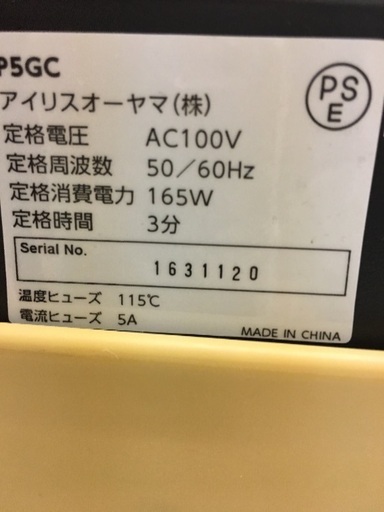 P5GC
アイリスオーヤマ(株)
PS
E
定格電圧 AC100V
定格周波数 50/60Hz
定格消費電力 165W
定格時間 3分
Serial No.
1631120
温度ヒューズ 115℃
電流ヒューズ 5A
MADE IN CHINA